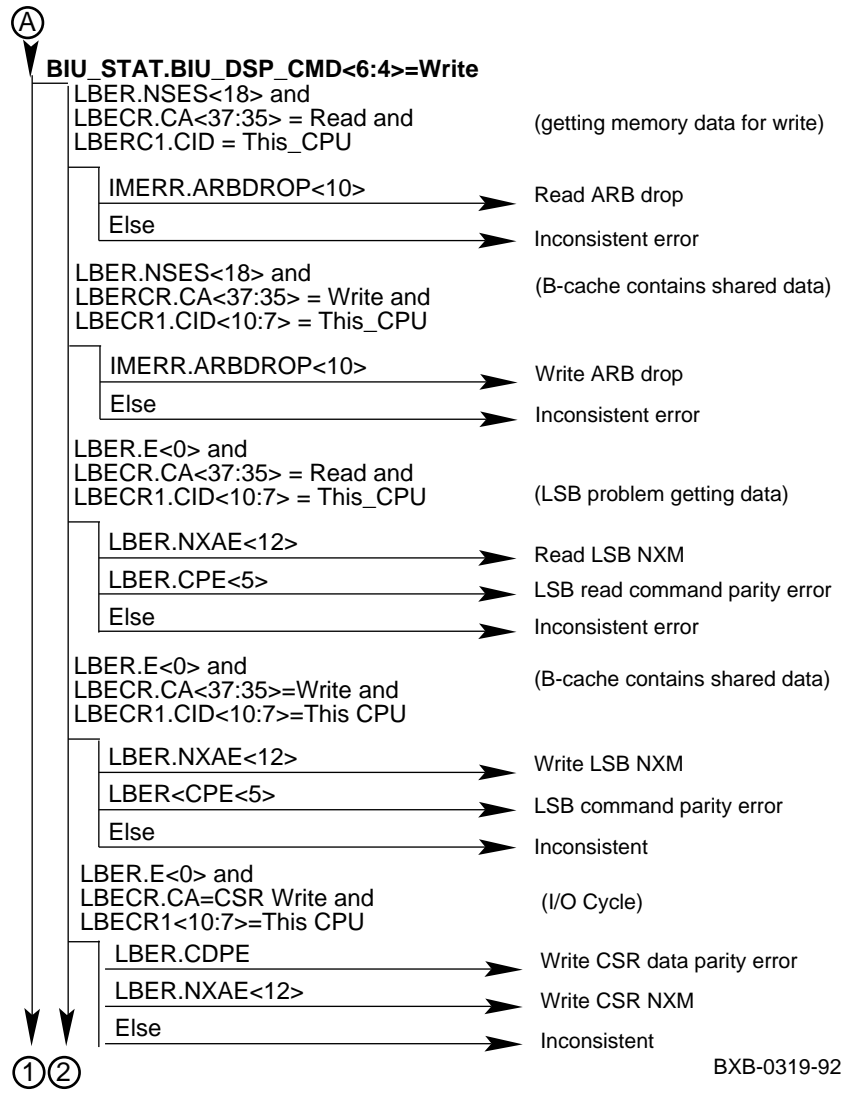 A
BIU_STAT.BIU_DSP_CMD<6:4>=Write
LBER.NSES<18> and
LBECR.CA<37:35> = Read and
LBERC1.CID = This_CPU
(getting memory data for write)
IMERR.ARBDROP<10>
Read ARB drop
Else
Inconsistent error
LBER.NSES<18> and
LBERCR.CA<37:35> = Write and
LBECR1.CID<10:7> = This_CPU
(B-cache contains shared data)
IMERR.ARBDROP<10>
Write ARB drop
Else
Inconsistent error
LBER.E<0> and
LBECR.CA<37:35> = Read and
LBECR1.CID<10:7> = This_CPU
(LSB problem getting data)
LBER.NXAE<12>
Read LSB NXM
LBER.CPE<5>
LSB read command parity error
Else
Inconsistent error
LBER.E<0> and
LBECR.CA<37:35>=Write and
LBECR1.CID<10:7>=This CPU
(B-cache contains shared data)
LBER.NXAE<12>
Write LSB NXM
LBER<CPE<5>
LSB command parity error
Else
Inconsistent
LBER.E<0> and
LBECR.CA=CSR Write and
LBECR1<10:7>=This CPU
(I/O Cycle)
LBER.CDPE
Write CSR data parity error
LBER.NXAE<12>
Write CSR NXM
Else
Inconsistent
1 2
BXB-0319-92